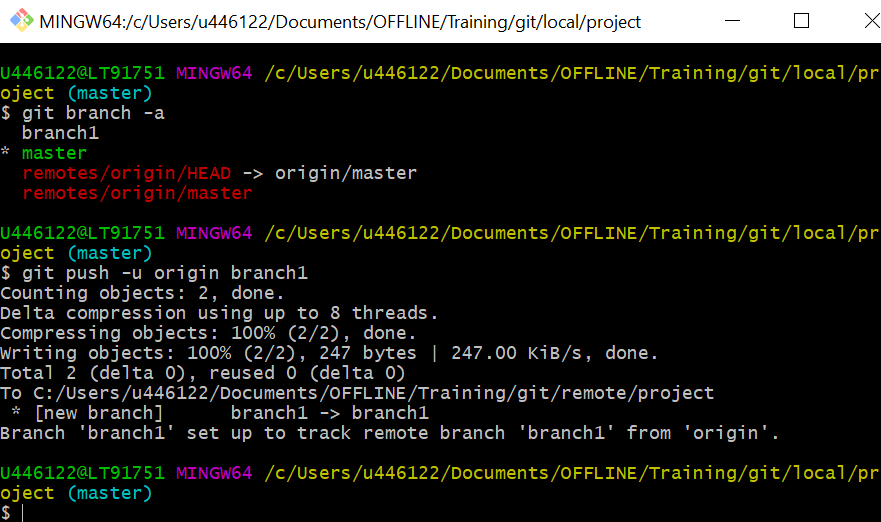 MINGW64:/c/Users/u446122/Documents/OFFLINE/Training/git/local/project
U446122@LT91751 MINGW64 /c/Users/u446122/Documents/OFFLINE/Training/git/local/pr
oject (master)
$ git branch -a
  branch1
* master
  remotes/origin/HEAD -> origin/master
  remotes/origin/master
U446122@LT91751 MINGW64 /c/Users/u446122/Documents/OFFLINE/Training/git/local/pr
oject (master)
$ git push -u origin branch1
Counting objects: 2, done.
Delta compression using up to 8 threads.
Compressing objects: 100% (2/2), done.
Writing objects: 100% (2/2), 247 bytes | 247.00 KiB/s, done.
Total 2 (delta 0), reused 0 (delta 0)
To C:/Users/u446122/Documents/OFFLINE/Training/git/remote/project
 * [new branch]      branch1 -> branch1
Branch 'branch1' set up to track remote branch 'branch1' from 'origin'.
U446122@LT91751 MINGW64 /c/Users/u446122/Documents/OFFLINE/Training/git/local/pr
oject (master)
$